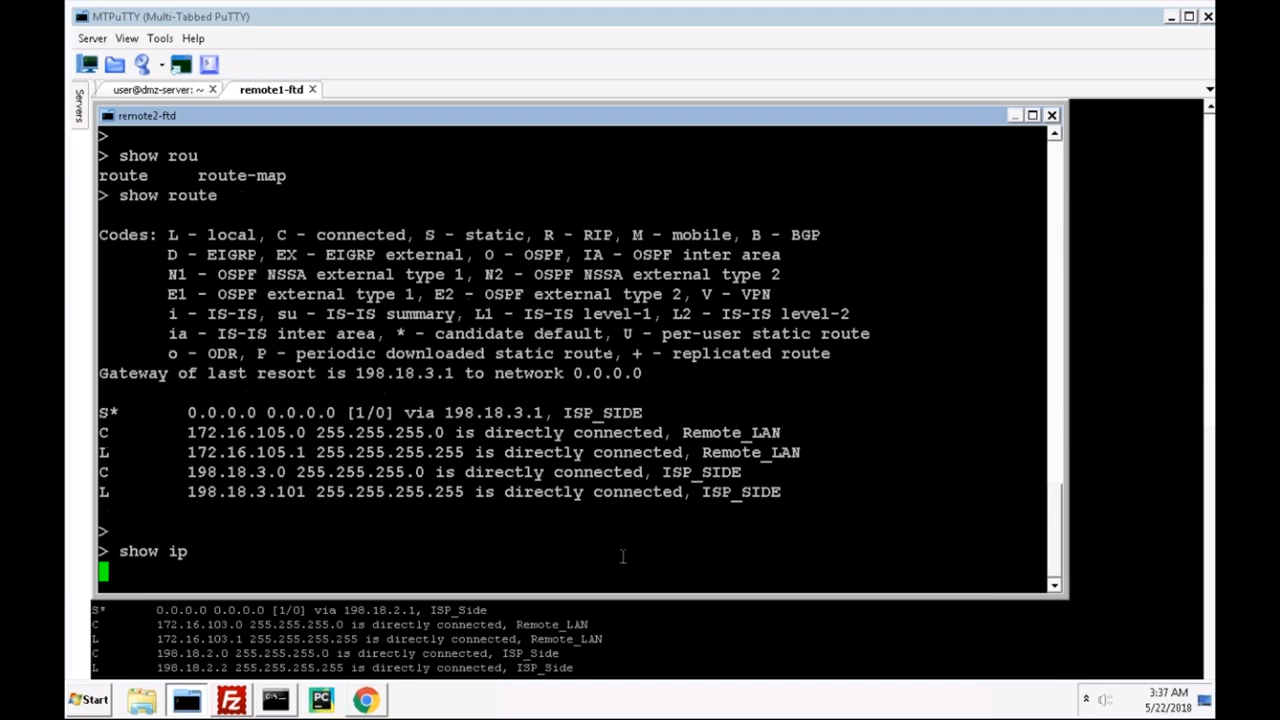 MTPuTTY (Multi-Tabbed PuTTY)
Server View Tools Help
Servers
user@dmz-server: ~ remote1-ftd
remote2-ftd
>
> show rou
route route-map
> show route
Codes: L - local, C - connected, S - static, R - RIP, M - mobile, B - BGP
D - EIGRP, EX - EIGRP external, O - OSPF, IA - OSPF inter area
N1 - OSPF NSSA external type 1, N2 - OSPF NSSA external type 2
E1 - OSPF external type 1, E2 - OSPF external type 2, V - VPN
i - IS-IS, su - IS-IS summary, L1 - IS-IS level-1, L2 - IS-IS level-2
ia - IS-IS inter area, * - candidate default, U - per-user static route
o - ODR, P - periodic downloaded static route, + - replicated route
Gateway of last resort is 198.18.3.1 to network 0.0.0.0
S* 0.0.0.0 0.0.0.0 [1/0] via 198.18.3.1, ISP_SIDE
C 172.16.105.0 255.255.255.0 is directly connected, Remote_LAN
L 172.16.105.1 255.255.255.255 is directly connected, Remote_LAN
C 198.18.3.0 255.255.255.0 is directly connected, ISP_SIDE
L 198.18.3.101 255.255.255.255 is directly connected, ISP_SIDE
>
> show ip
S* 0.0.0.0 0.0.0.0 [1/0] via 198.18.2.1, ISP_Side
C 172.16.103.0 255.255.255.0 is directly connected, Remote_LAN
L 172.16.103.1 255.255.255.255 is directly connected, Remote_LAN
C 198.18.2.0 255.255.255.0 is directly connected, ISP_Side
L 198.18.2.2 255.255.255.255 is directly connected, ISP_Side
Start Fz PC 3:37 AM
5/22/2018